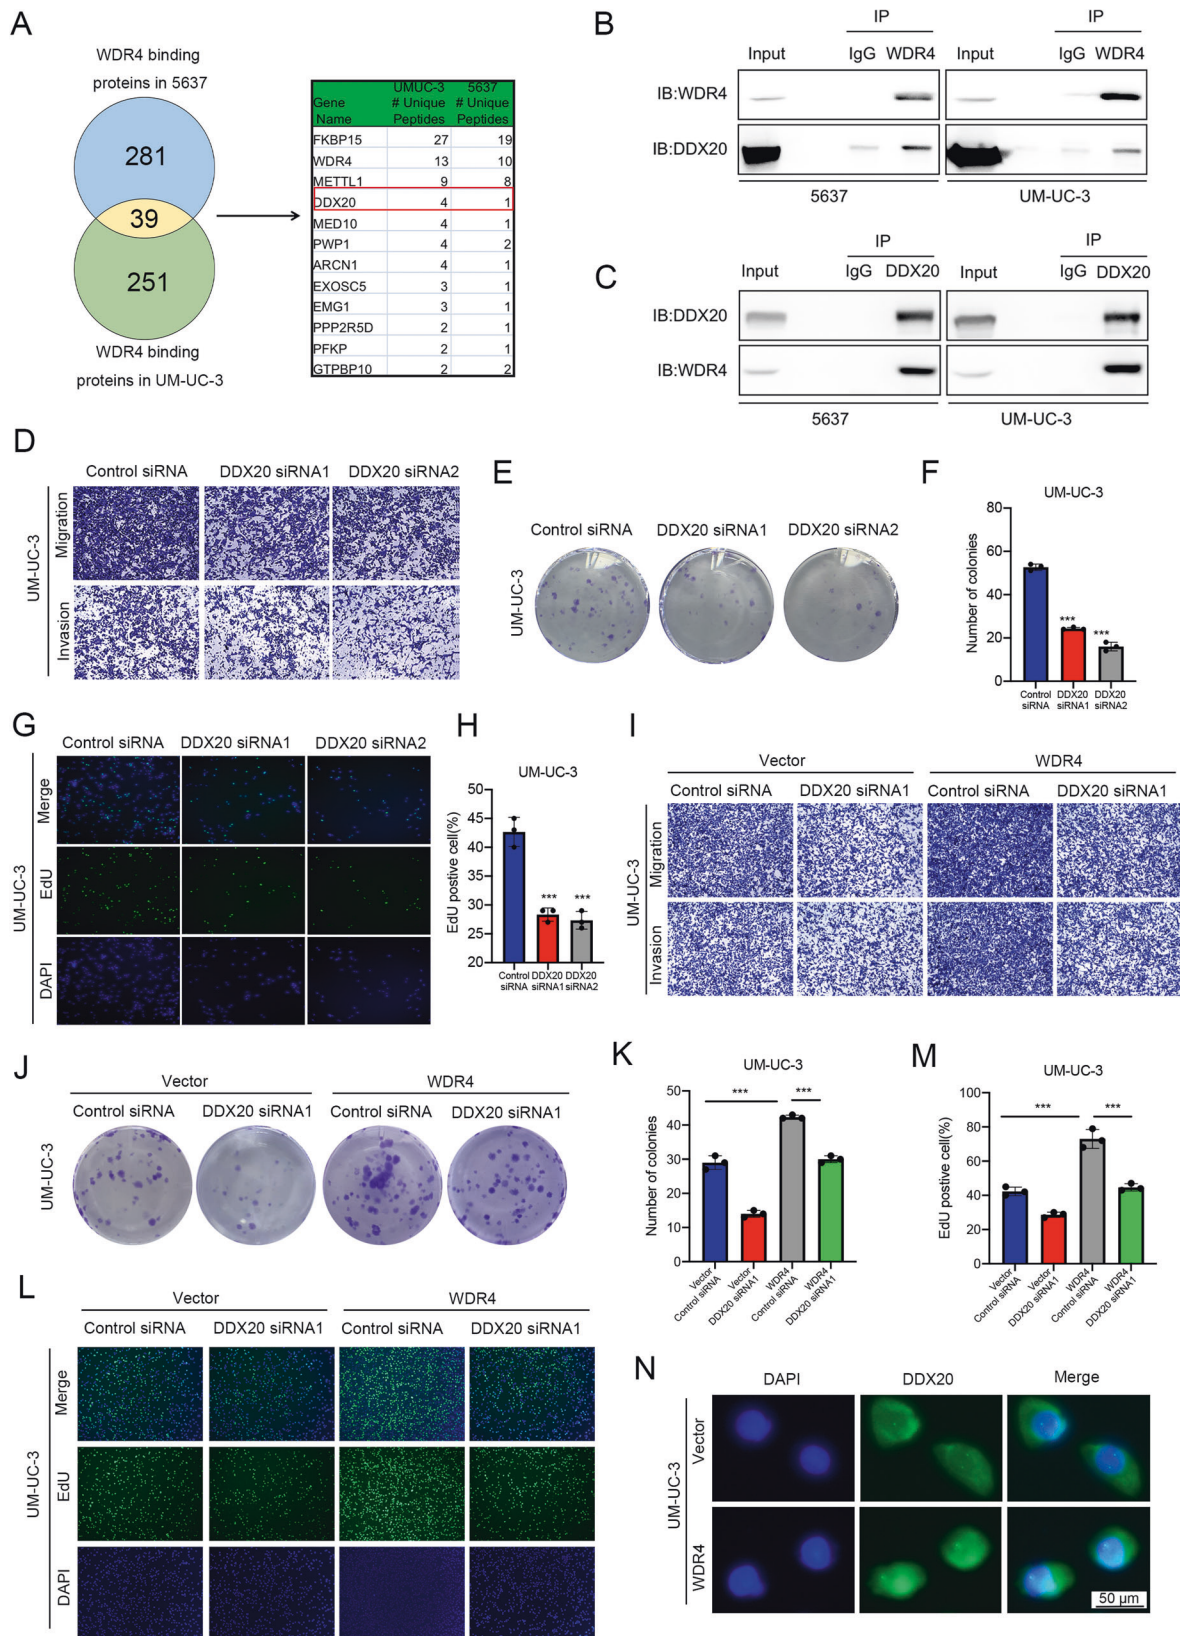 A
WDR4 binding
proteins in 5637
281
39
251
WDR4 binding
proteins in UM-UC-3
UMUC-3 5637
Gene # Unique # Unique
Name Peptides Peptides
FKBP15 27 19
WDR4 13 10
METTL1 9 8
DDX20 4 1
MED10 4 1
PWP1 4 2
ARCN1 4 1
EXOSC5 3 1
EMG1 3 1
PPP2R5D 2 1
PFKP 2 1
GTPBP10 2 2
B
IP IP
Input IgG WDR4 Input IgG WDR4
IB:WDR4
IB:DDX20
5637 UM-UC-3
C
IP IP
Input IgG DDX20 Input IgG DDX20
IB:DDX20
IB:WDR4
5637 UM-UC-3
D
Control siRNA DDX20 siRNA1 DDX20 siRNA2
UM-UC-3
Migration
Invasion
E
Control siRNA DDX20 siRNA1 DDX20 siRNA2
UM-UC-3
F
UM-UC-3
Number of colonies
80
60
40
20
0
***
***
Control siRNA
DDX20 siRNA1
DDX20 siRNA2
G
Control siRNA DDX20 siRNA1 DDX20 siRNA2
UM-UC-3
Merge
EdU
DAPI
H
UM-UC-3
EdU postive cell(%)
45
40
35
30
25
20
*** ***
Control siRNA
DDX20 siRNA1
DDX20 siRNA2
I
Vector WDR4
Control siRNA DDX20 siRNA1 Control siRNA DDX20 siRNA1
UM-UC-3
Migration
Invasion
J
Vector WDR4
Control siRNA DDX20 siRNA1 Control siRNA DDX20 siRNA1
UM-UC-3
K
UM-UC-3
Number of colonies
50
40
30
20
10
0
*** ***
Vector Control siRNA
Vector DDX20 siRNA1
WDR4 Control siRNA
WDR4 DDX20 siRNA1
M
UM-UC-3
EdU postive cell(%)
100
80
60
40
20
0
*** ***
Vector Control siRNA
Vector DDX20 siRNA1
WDR4 Control siRNA
WDR4 DDX20 siRNA1
L
Vector WDR4
Control siRNA DDX20 siRNA1 Control siRNA DDX20 siRNA1
UM-UC-3
Merge
EdU
DAPI
N
DAPI DDX20 Merge
UM-UC-3
Vector
WDR4
50 µm